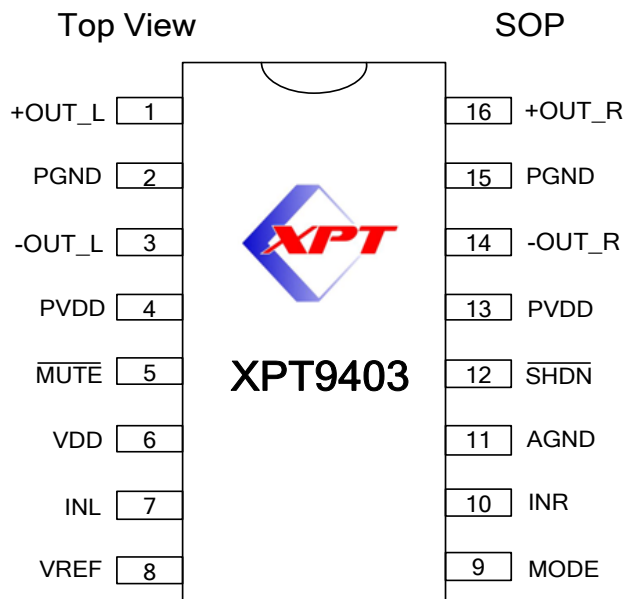 Top View SOP
+OUT_L 1 16 +OUT_R
PGND 2 15 PGND
-OUT_L 3 14 -OUT_R
XPT
PVDD 4 13 PVDD
MUTE 5 XPT9403 12 SHDN
VDD 6 11 AGND
INL 7 10 INR
VREF 8 9 MODE